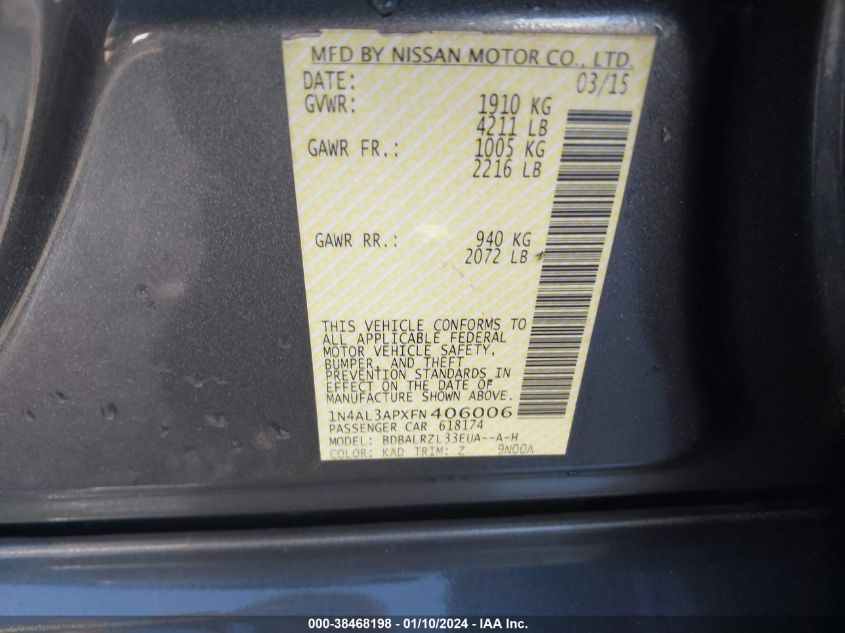 MFD BY NISSAN MOTOR CO., LTD.
DATE: 03/15
GVWR: 1910 KG
4211 LB
GAWR FR.: 1005 KG
2216 LB
GAWR RR.: 940 KG
2072 LB
THIS VEHICLE CONFORMS TO
ALL APPLICABLE FEDERAL
MOTOR VEHICLE SAFETY,
BUMPER, AND THEFT
PREVENTION STANDARDS IN
EFFECT ON THE DATE OF
MANUFACTURE SHOWN ABOVE.
1N4AL3APXFN406006
PASSENGER CAR 618174
MODEL: BDBALRZL33EUA--A-H
COLOR: KAD TRIM: Z 9N00A
000-38468198 - 01/10/2024 - IAA Inc.